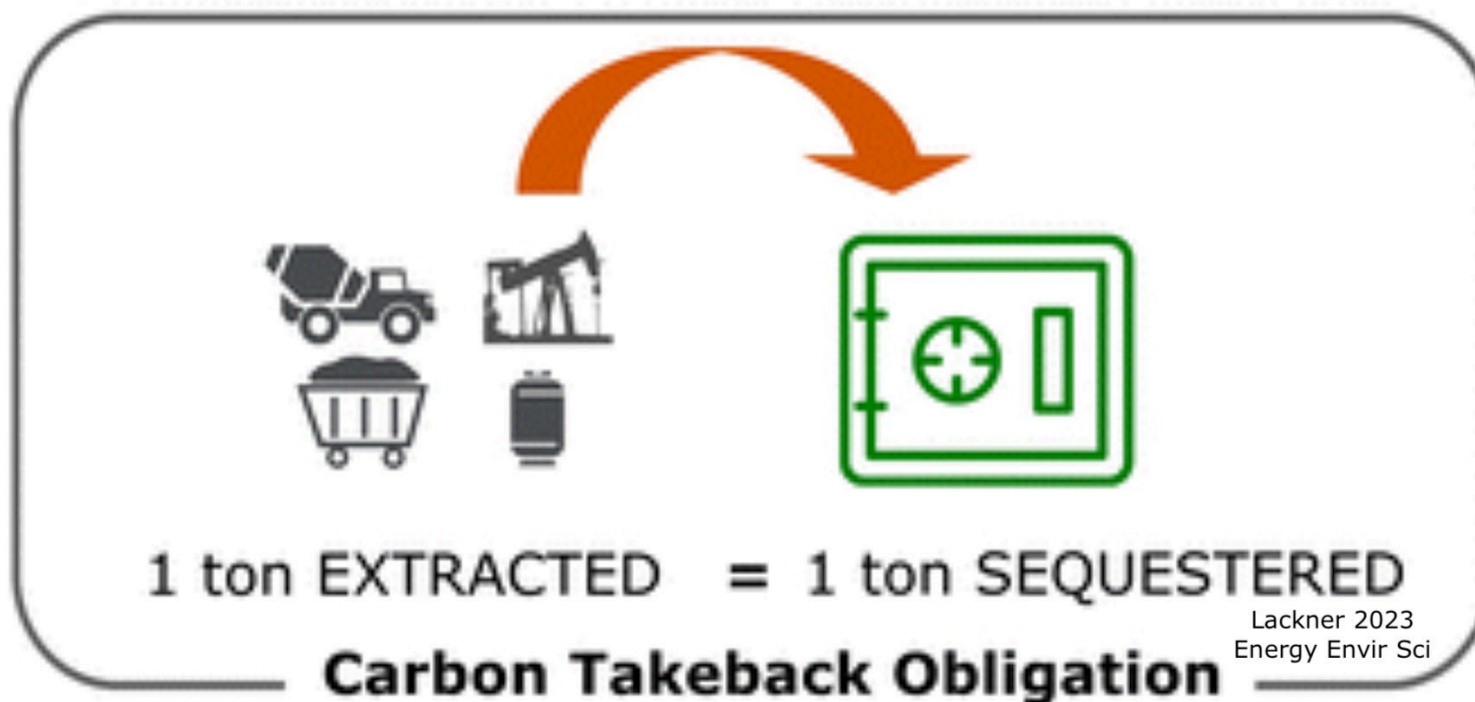 1 ton EXTRACTED = 1 ton SEQUESTERED
Lackner 2023
Energy Envir Sci
Carbon Takeback Obligation